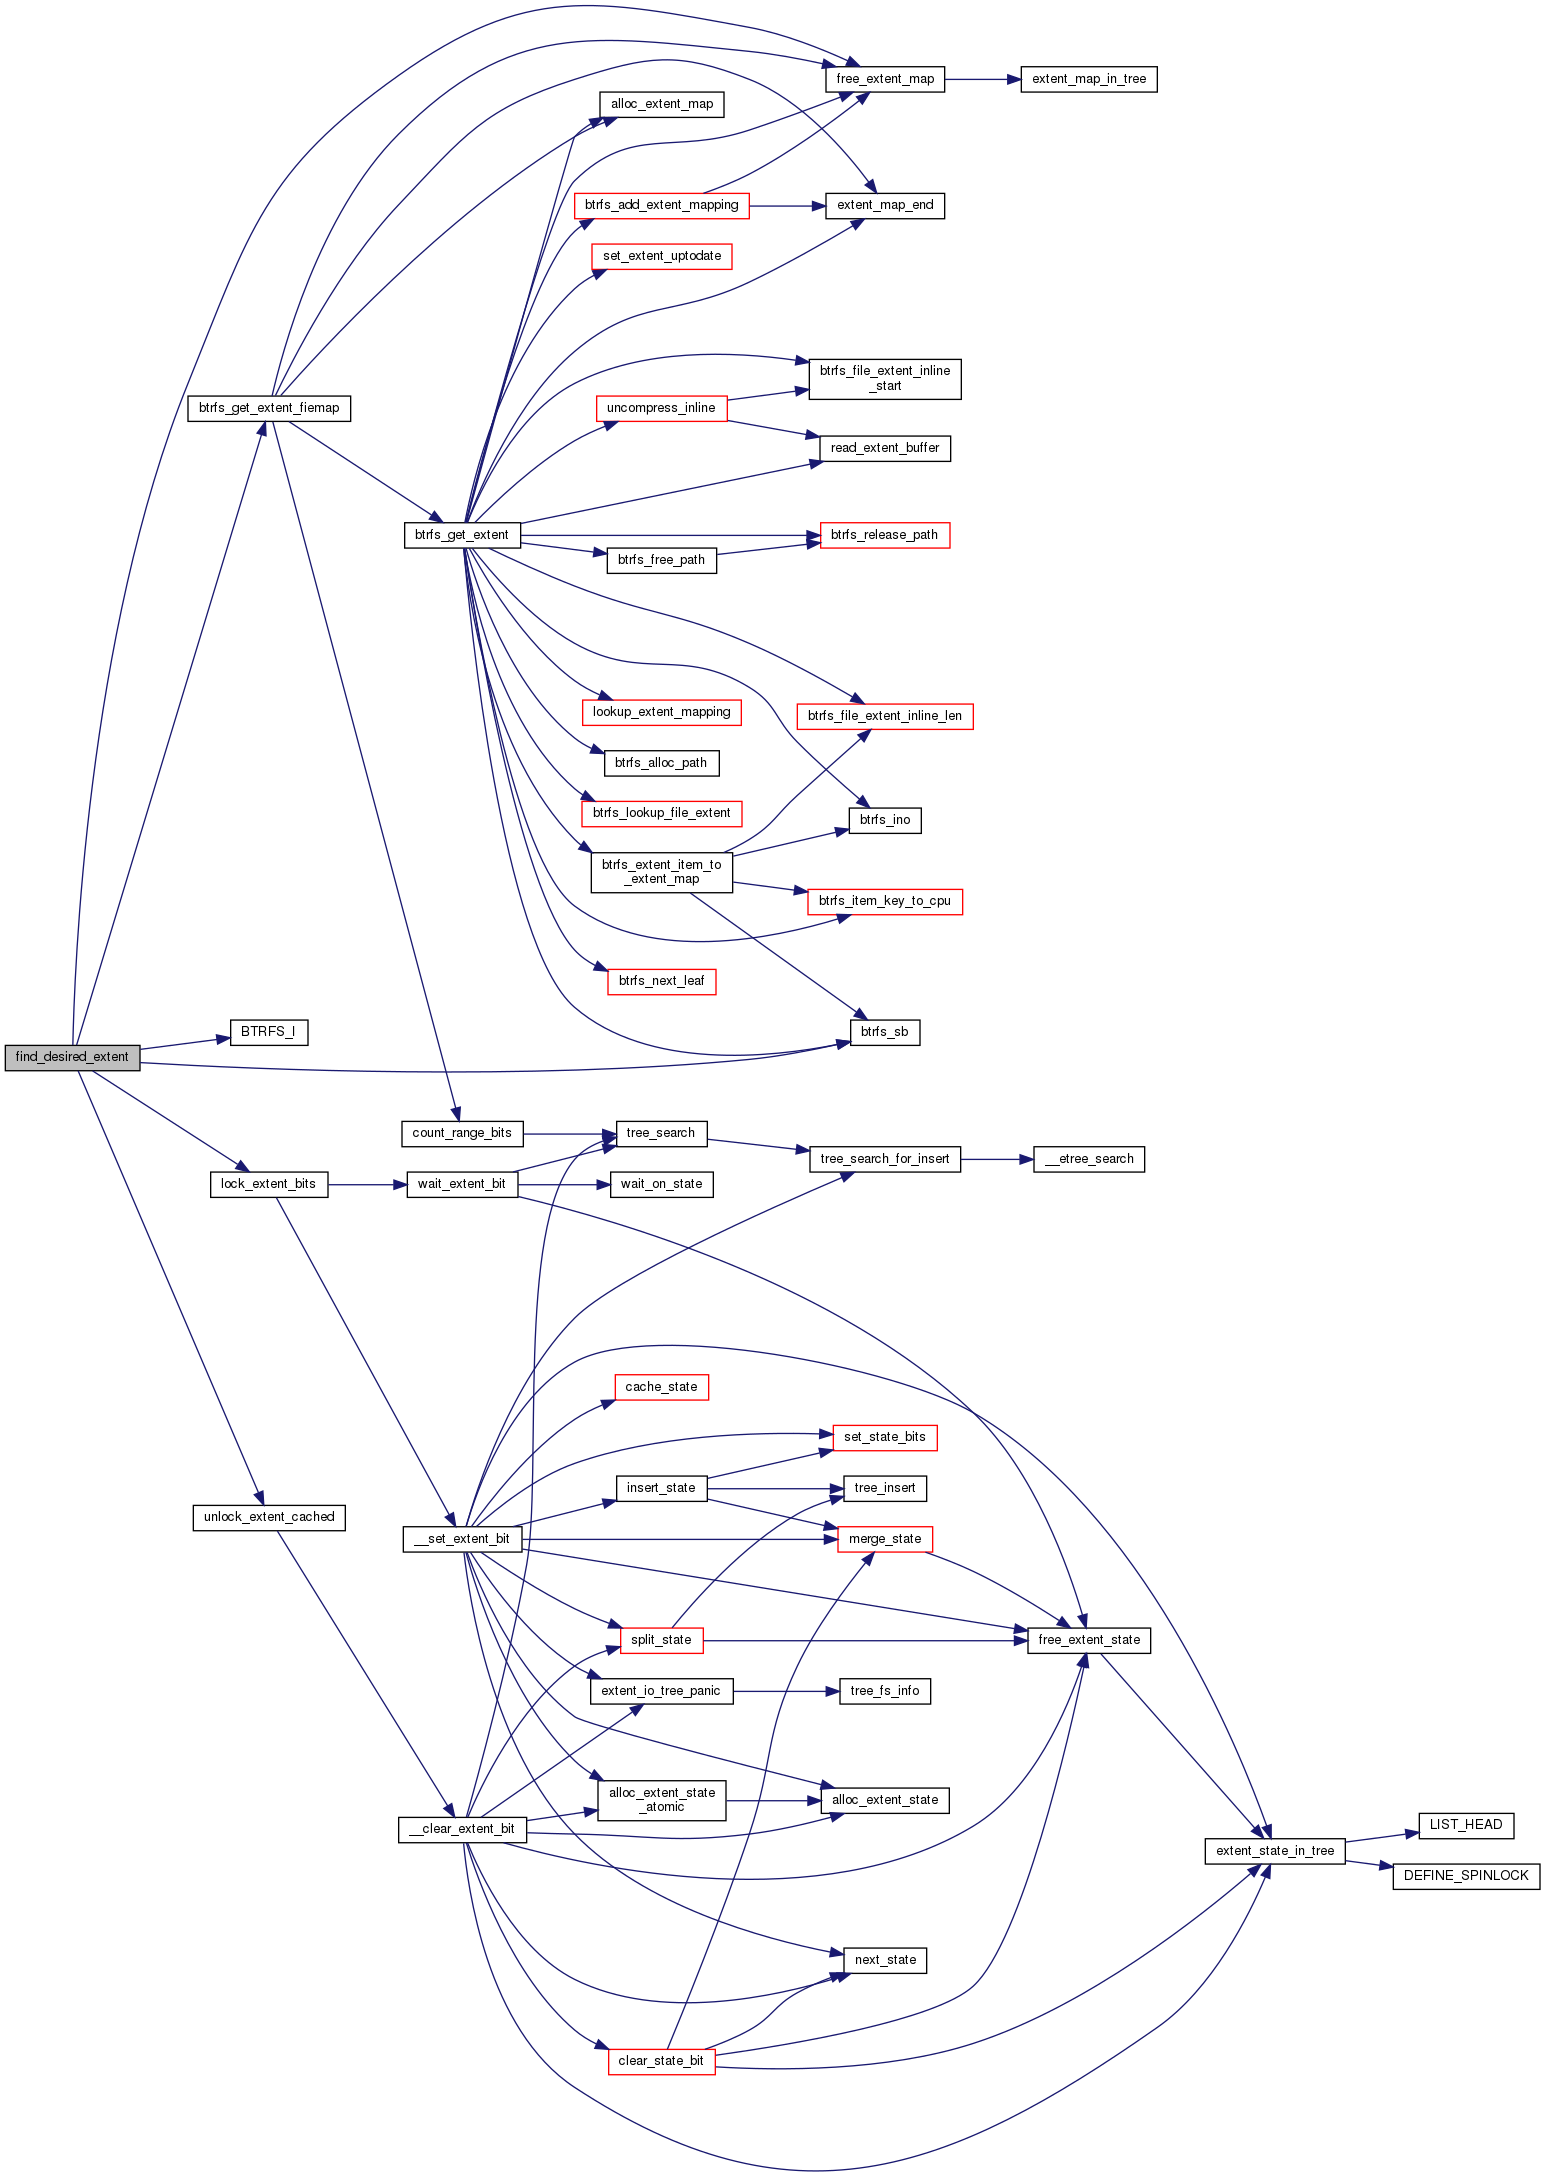 free_extent_map
extent_map_in_tree
alloc_extent_map
btrfs_add_extent_mapping
extent_map_end
set_extent_uptodate
btrfs_file_extent_inline
_start
btrfs_get_extent_fiemap
uncompress_inline
read_extent_buffer
btrfs_get_extent
btrfs_release_path
btrfs_free_path
lookup_extent_mapping
btrfs_file_extent_inline_len
btrfs_alloc_path
btrfs_lookup_file_extent
btrfs_ino
btrfs_extent_item_to
_extent_map
btrfs_item_key_to_cpu
btrfs_next_leaf
BTRFS_I
btrfs_sb
find_desired_extent
count_range_bits
tree_search
tree_search_for_insert
__etree_search
lock_extent_bits
wait_extent_bit
wait_on_state
cache_state
set_state_bits
insert_state
tree_insert
unlock_extent_cached
__set_extent_bit
merge_state
split_state
free_extent_state
extent_io_tree_panic
tree_fs_info
alloc_extent_state
_atomic
alloc_extent_state
__clear_extent_bit
LIST_HEAD
extent_state_in_tree
DEFINE_SPINLOCK
next_state
clear_state_bit